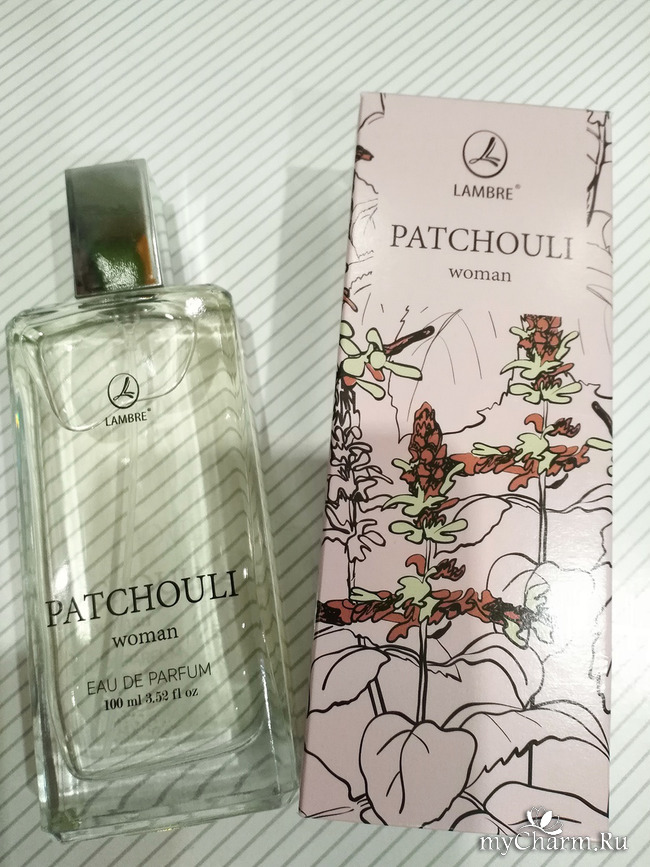 LAMBRE®
PATCHOULI
woman
EAU DE PARFUM
100 ml 3.52 fl oz
LAMBRE®
PATCHOULI
woman
myCharm.Ru